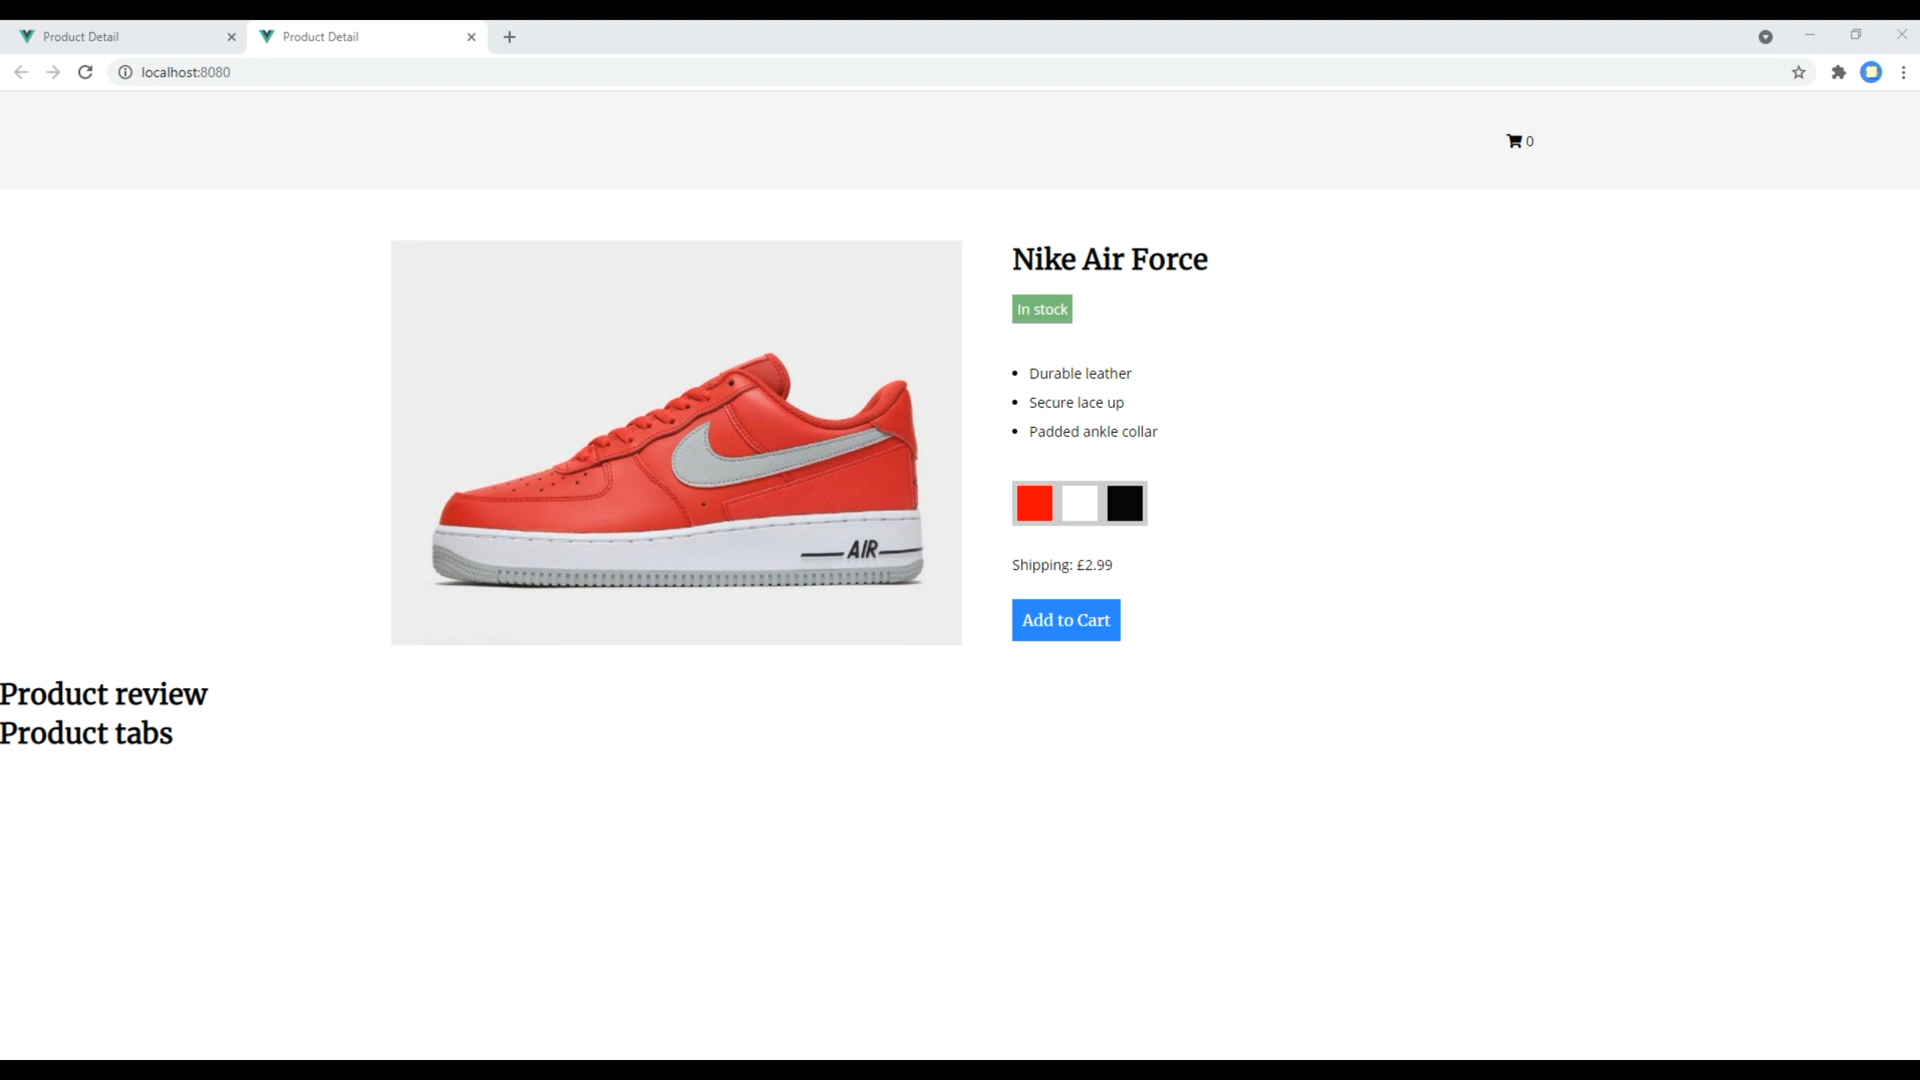 Product Detail
Product Detail
localhost:8080
0
Nike Air Force
In stock
Durable leather
Secure lace up
Padded ankle collar
AIR
Shipping: £2.99
Add to Cart
Product review
Product tabs